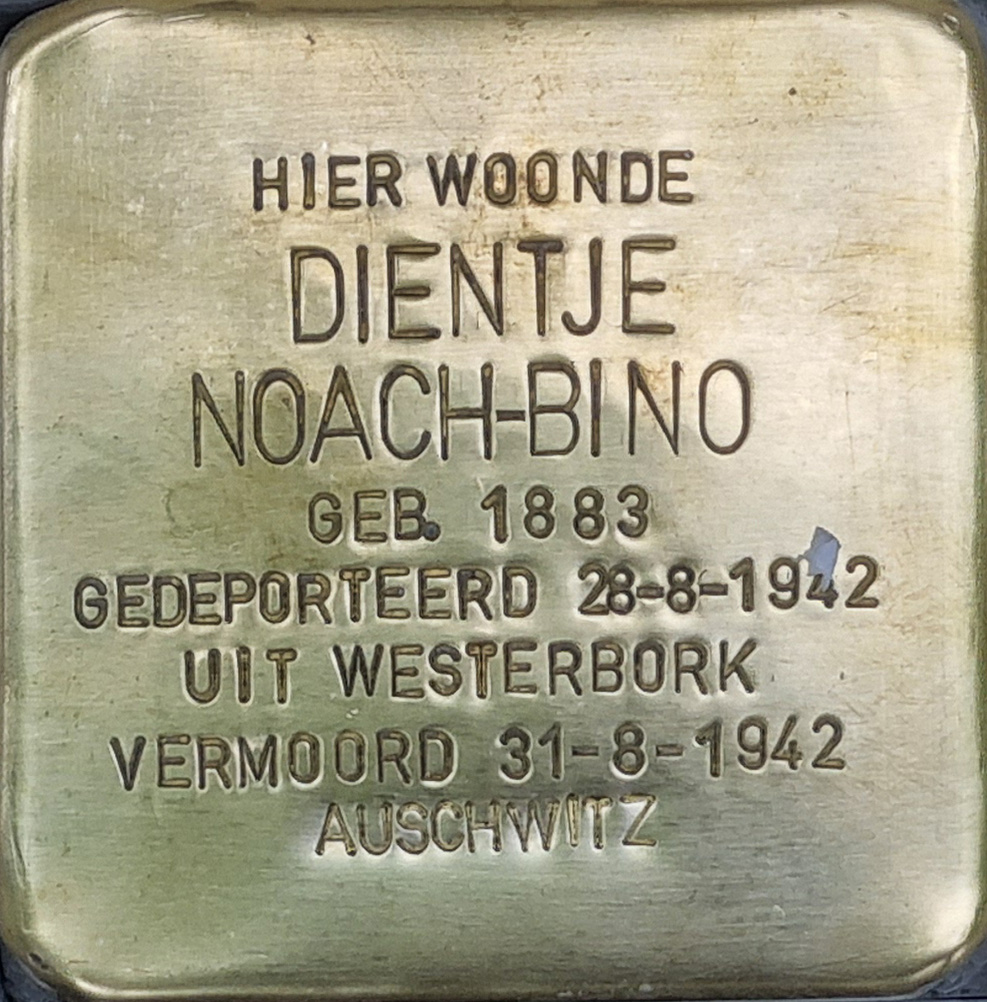 HIER WOONDE
DIENTJE
NOACH-BINO
GEB. 1883
GEDEPORTEERD 28-8-1942
UIT WESTERBORK
VERMOORD 31-8-1942
AUSCHWITZ